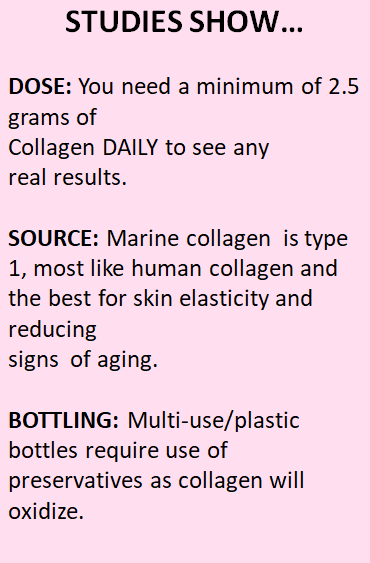 STUDIES SHOW...
DOSE: You need a minimum of 2.5
grams of
Collagen DAILY to see any
real results.
SOURCE: Marine collagen  is type
1, most like human collagen and
the best for skin elasticity and
reducing
signs  of aging.
BOTTLING: Multi-use/plastic
bottles require use of
preservatives as collagen will
oxidize.